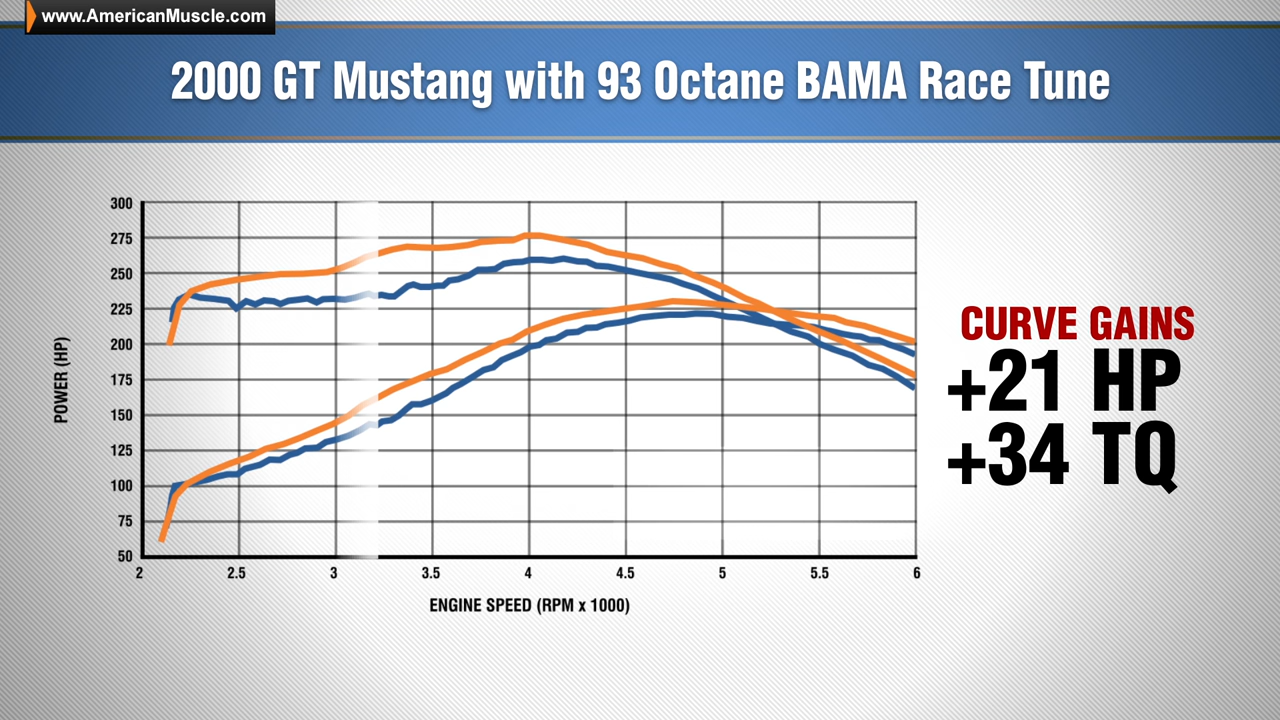 www.AmericanMuscle.com
2000 GT Mustang with 93 Octane BAMA Race Tune
300
275
250
225
200
175
150
125
100
75
50
POWER (HP)
2 2.5 3 3.5 4 4.5 5 5.5 6
ENGINE SPEED (RPM x 1000)
CURVE GAINS
+21 HP
+34 TQ